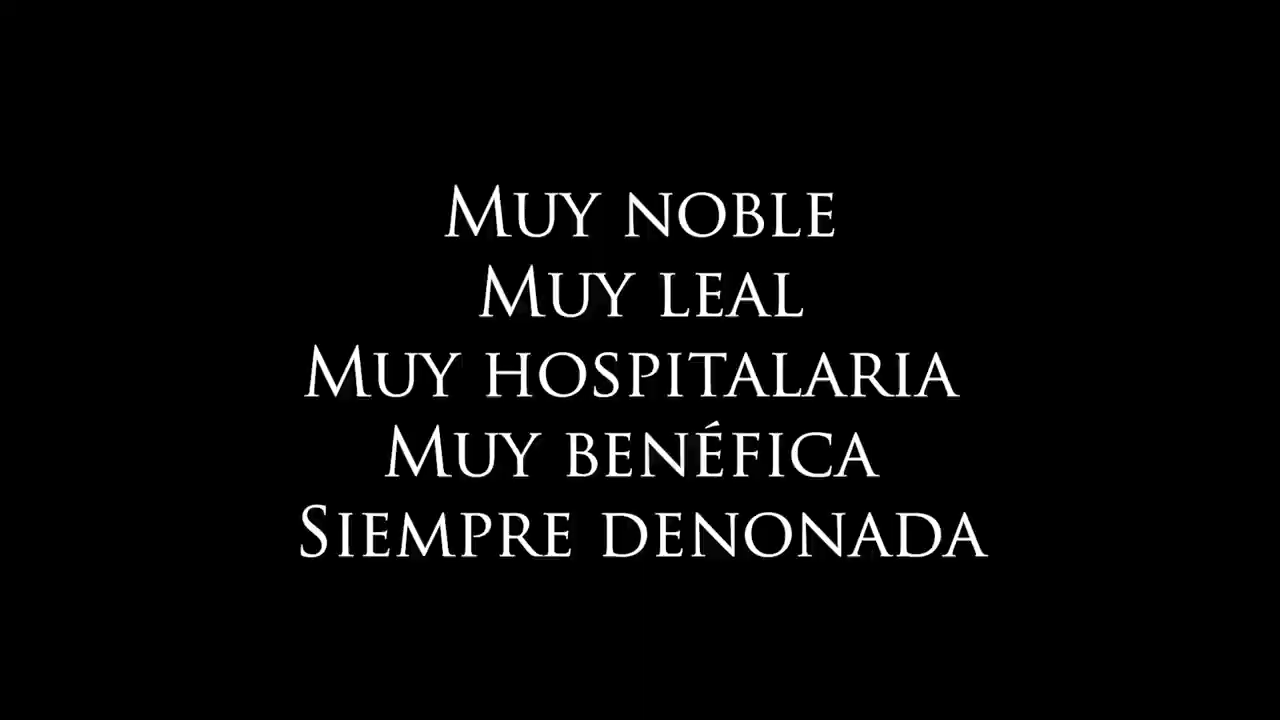 Muy noble
Muy leal
Muy hospitalaria
Muy benéfica
Siempre denonada